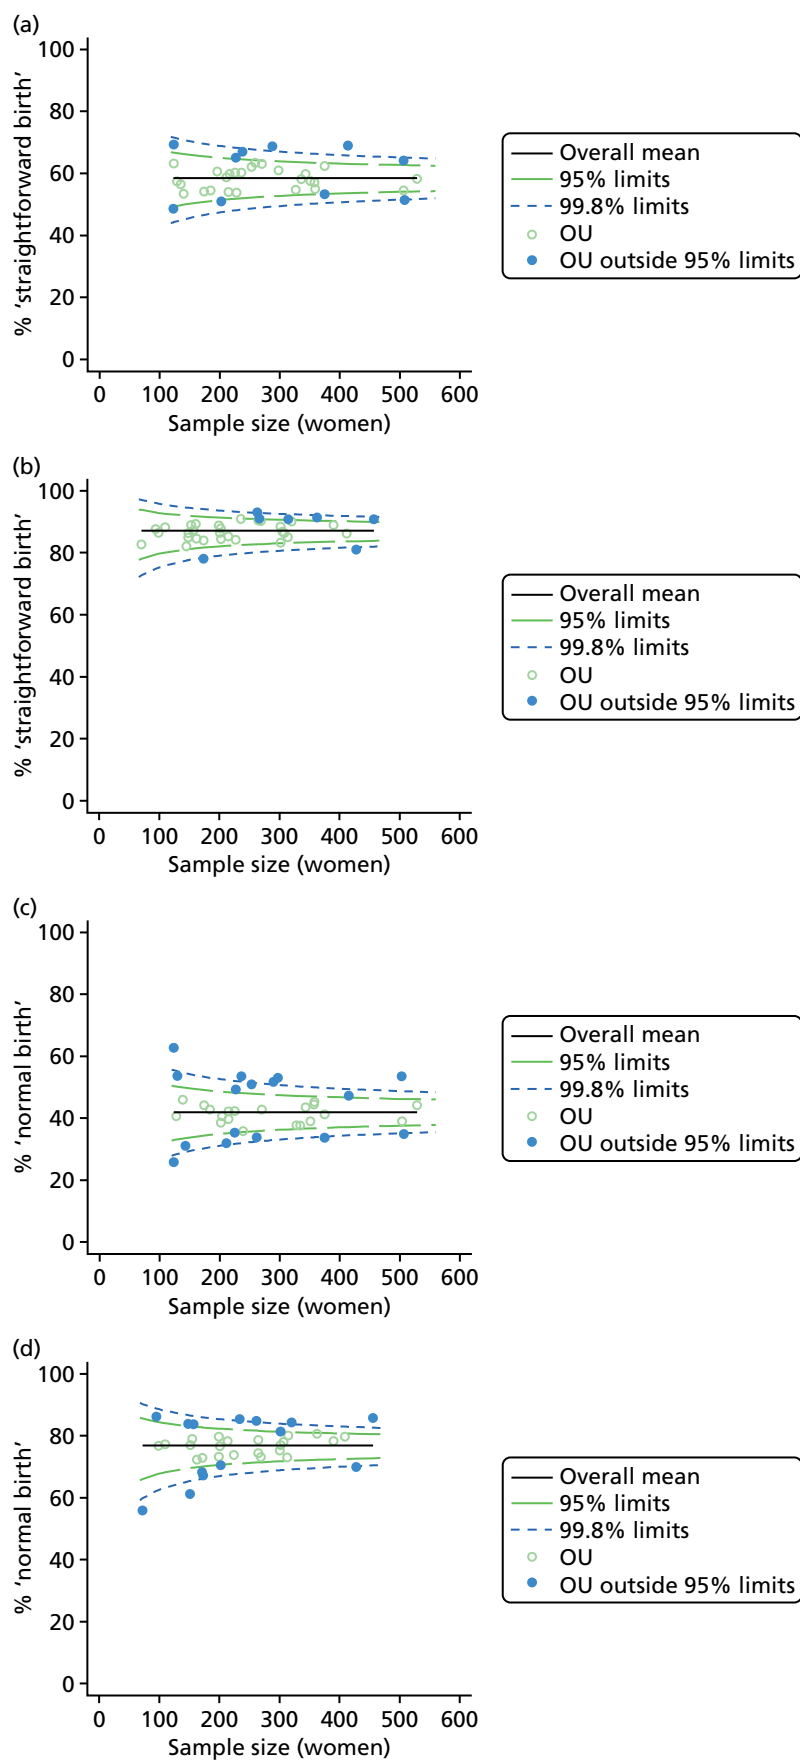 (a)
100
80
60
40
20
0
% ‘straightforward birth’
0 100 200 300 400 500 600
Sample size (women)
Overall mean
95% limits
99.8% limits
OU
OU outside 95% limits
(b)
100
80
60
40
20
0
% ‘straightforward birth’
0 100 200 300 400 500 600
Sample size (women)
Overall mean
95% limits
99.8% limits
OU
OU outside 95% limits
(c)
100
80
60
40
20
0
% ‘normal birth’
0 100 200 300 400 500 600
Sample size (women)
Overall mean
95% limits
99.8% limits
OU
OU outside 95% limits
(d)
100
80
60
40
20
0
% ‘normal birth’
0 100 200 300 400 500 600
Sample size (women)
Overall mean
95% limits
99.8% limits
OU
OU outside 95% limits